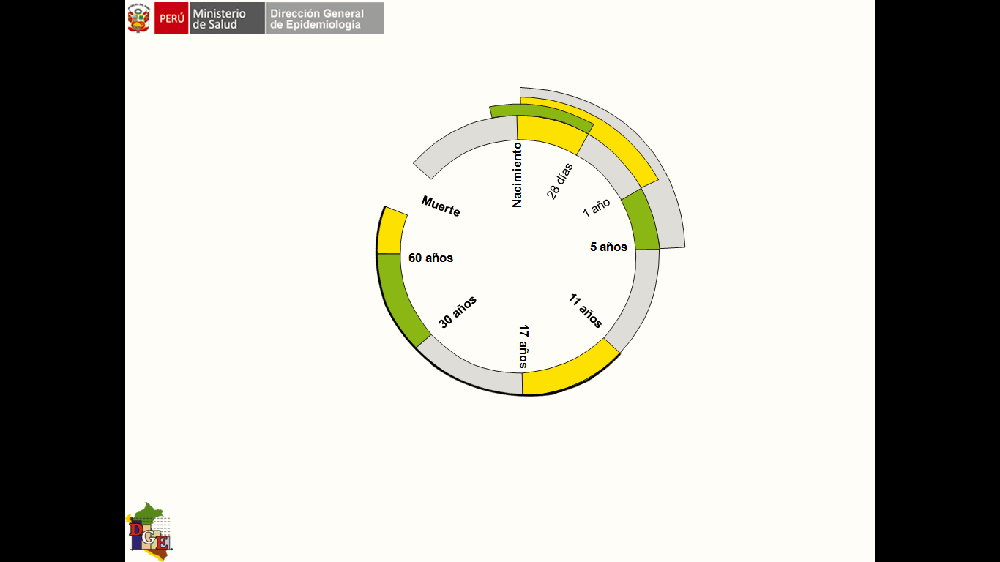 PERÚ
Ministerio
de Salud
Dirección General
de Epidemiología
Nacimiento
28 días
1 año
5 años
11 años
17 años
30 años
60 años
Muerte
DGE